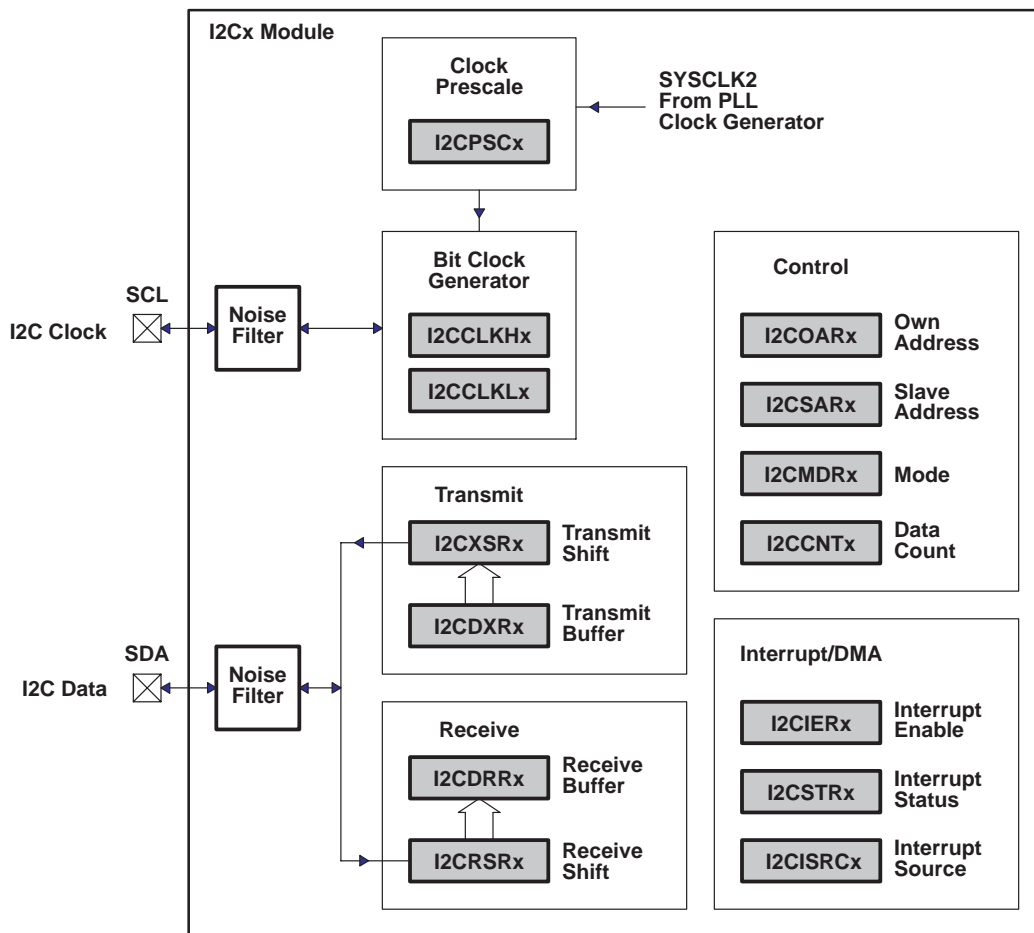 I2Cx Module
Clock
Prescale
I2CPSCx
SYSCLK2
From PLL
Clock Generator
Bit Clock
Generator
I2CCLKHx
I2CCLKLx
SCL
I2C Clock
Noise
Filter
Control
I2COARx
Own
Address
I2CSARx
Slave
Address
I2CMDRx
Mode
I2CCNTx
Data
Count
Transmit
I2CXSRx
Transmit
Shift
I2CDXRx
Transmit
Buffer
SDA
I2C Data
Noise
Filter
Receive
I2CDRRx
Receive
Buffer
I2CRSRx
Receive
Shift
Interrupt/DMA
I2CIERx
Interrupt
Enable
I2CSTRx
Interrupt
Status
I2CISRCx
Interrupt
Source